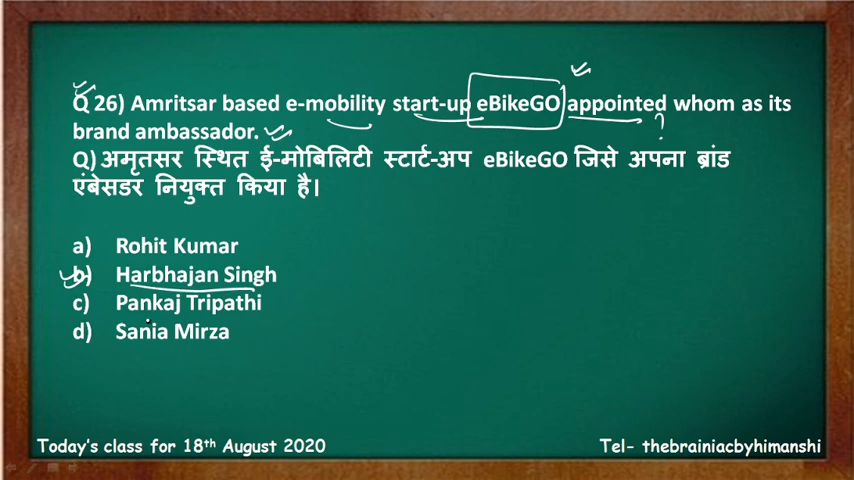 Q 26) Amritsar based e-mobility start-up eBikeGO appointed whom as its
brand ambassador.
Q) अमृतसर स्थित ई-मोबिलिटी स्टार्ट-अप eBikeGO जिसे अपना ब्रांड
एंबेसडर नियुक्त किया है।
a) Rohit Kumar
b) Harbhajan Singh
c) Pankaj Tripathi
d) Sania Mirza
Today's class for 18th August 2020
Tel- thebrainiacbyhimanshi